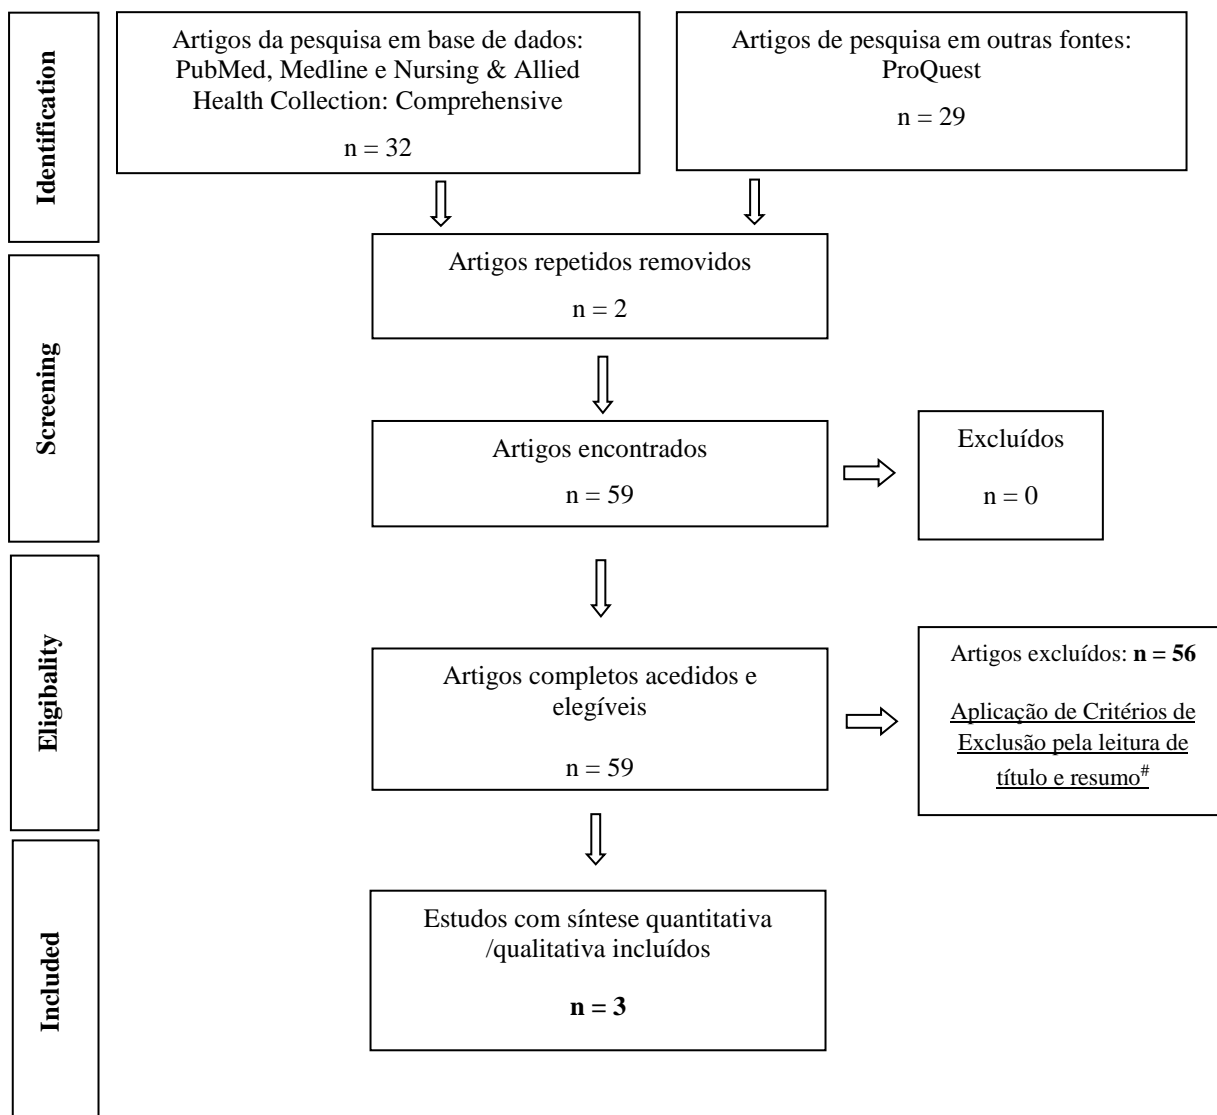 Identification
Artigos da pesquisa em base de dados:
PubMed, Medline e Nursing & Allied
Health Collection: Comprehensive
n = 32
Artigos de pesquisa em outras fontes:
ProQuest
n = 29
Screening
Artigos repetidos removidos
n = 2
Artigos encontrados
n = 59
Excluídos
n = 0
Eligibality
Artigos completos acedidos e
elegíveis
n = 59
Artigos excluídos: n = 56
Aplicação de Critérios de
Exclusão pela leitura de
título e resumo#
Included
Estudos com síntese quantitativa
/qualitativa incluídos
n = 3